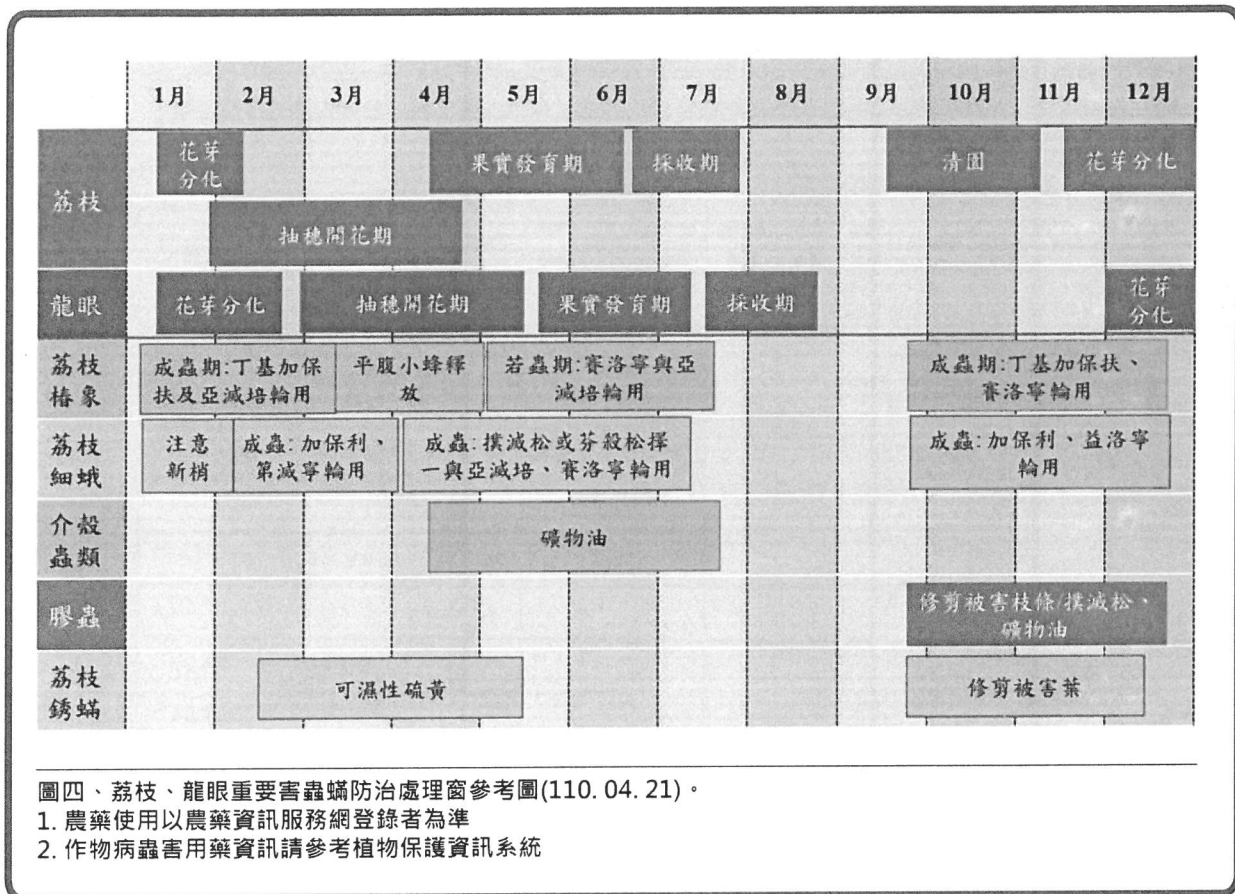 1月 2月 3月 4月 5月 6月 7月 8月 9月 10月 11月 12月
荔枝
花芽
分化
果實發育期
採收期
清園
花芽分化
抽穗開花期
龍眼
花芽分化
抽穗開花期
果實發育期
採收期
花芽
分化
荔枝
椿象
成蟲期:丁基加保
扶及亞滅培輪用
平腹小蜂釋
放
若蟲期:賽洛寧與亞
滅培輪用
成蟲期:丁基加保扶、
賽洛寧輪用
荔枝
細蛾
注意
新梢
成蟲:加保利、
第滅寧輪用
成蟲:撲滅松或芬殺松擇
一與亞滅培、賽洛寧輪用
成蟲:加保利、益洛寧
輪用
介殼
蟲類
礦物油
膠蟲
修剪被害枝條/撲滅松、
礦物油
荔枝
銹蟎
可濕性硫黃
修剪被害葉
圖四、荔枝、龍眼重要害蟲蟎防治處理窗參考圖(110. 04. 21)。
1. 農藥使用以農藥資訊服務網登錄者為準
2. 作物病蟲害用藥資訊請參考植物保護資訊系統